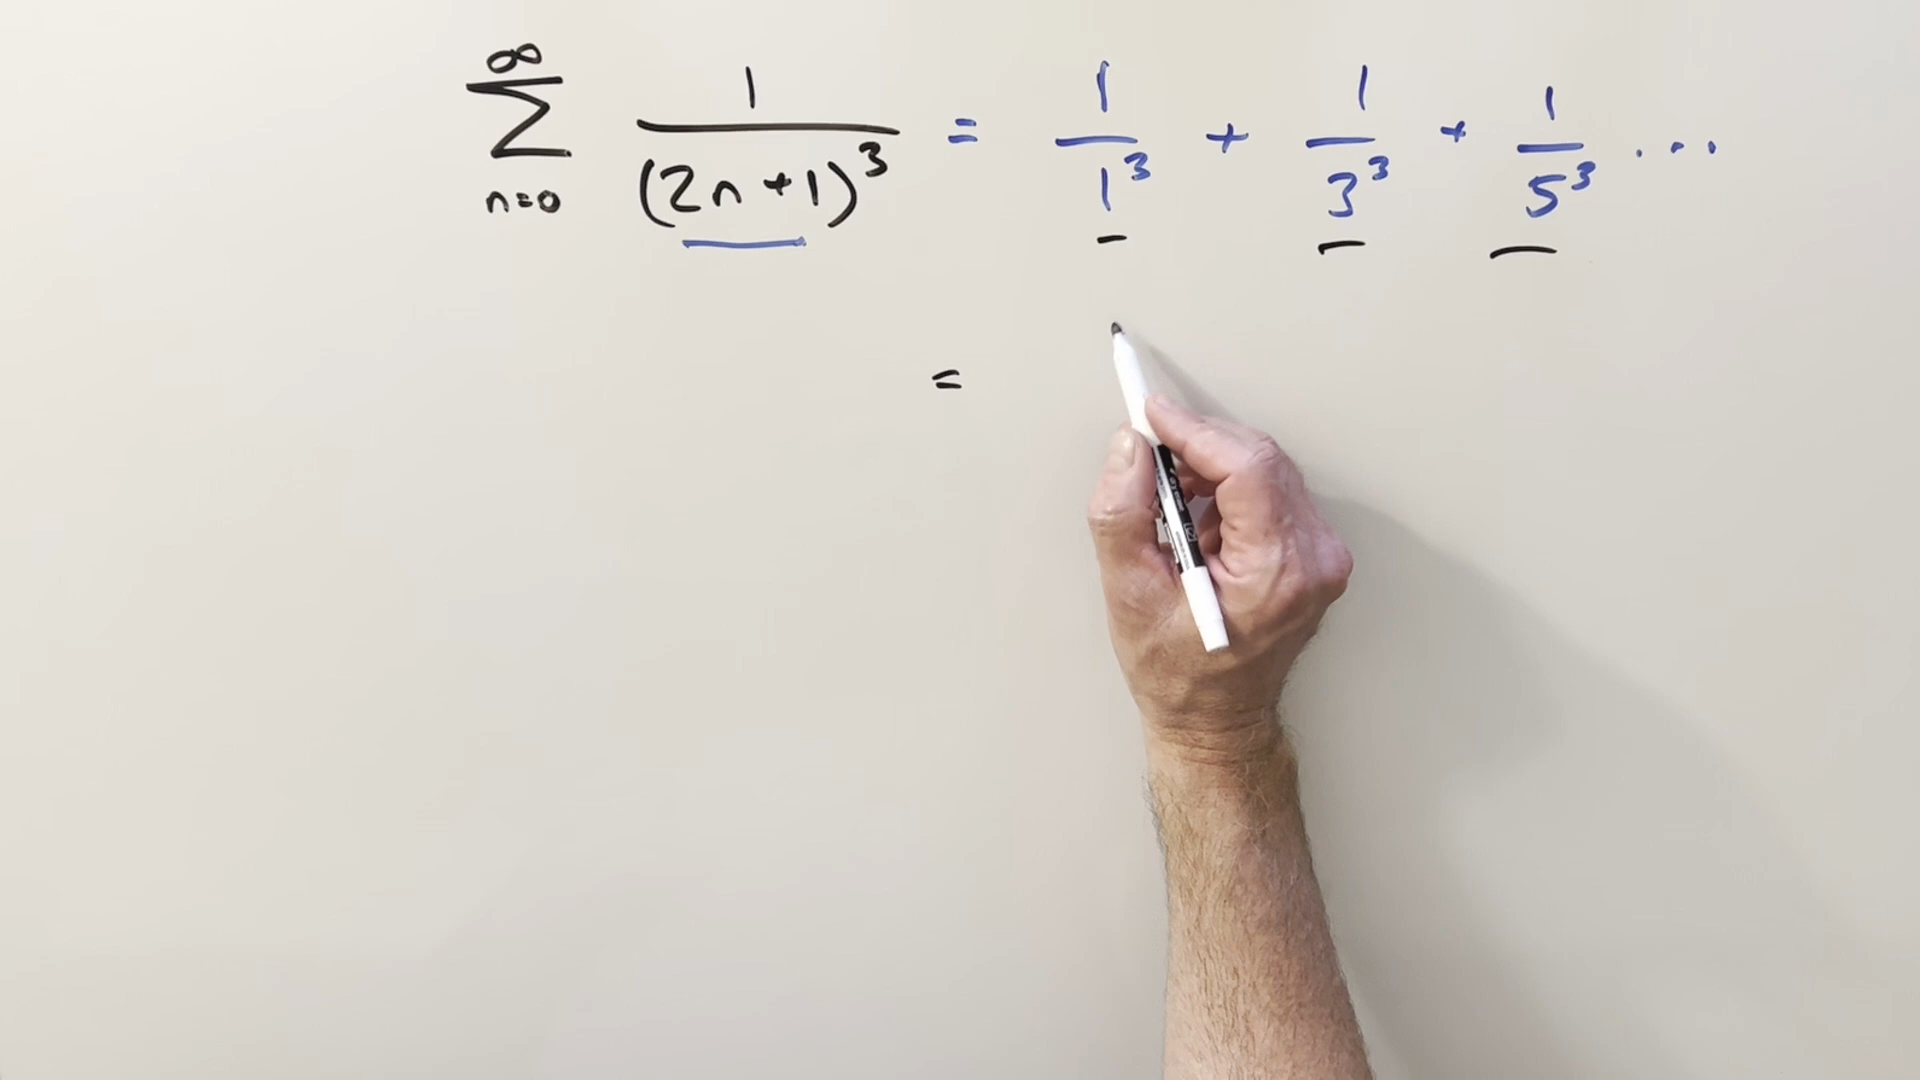 ∞
∑ 1/(2n+1)³ = 1/1³ + 1/3³ + 1/5³ ...
n=0
=